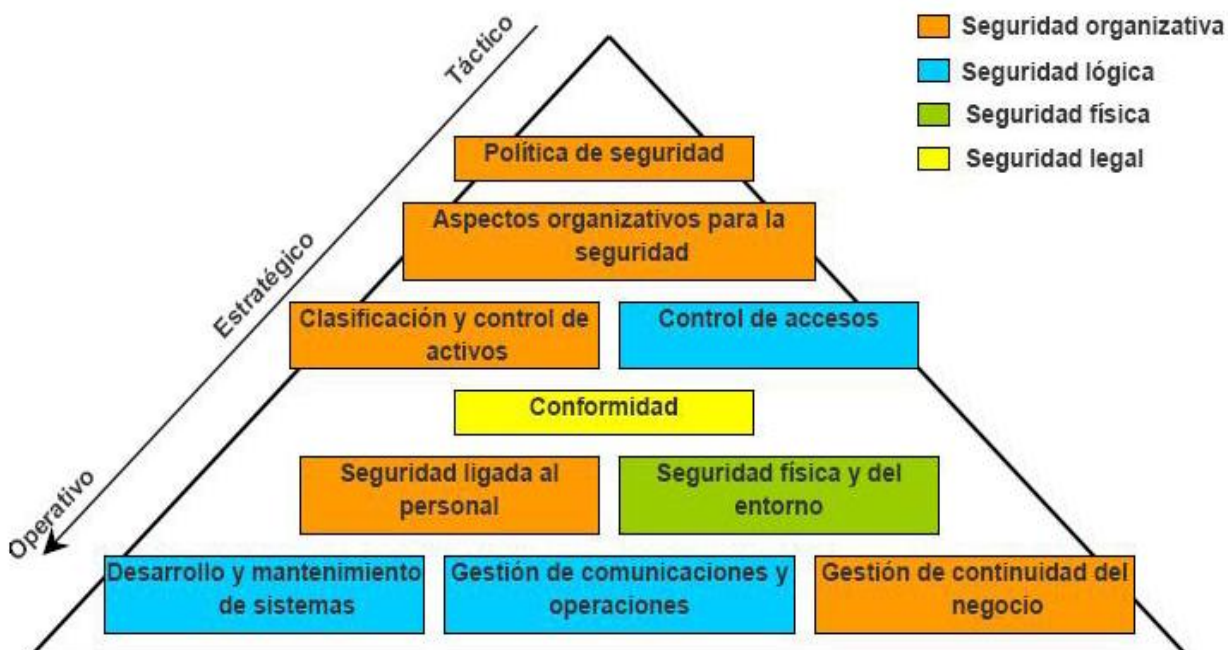 Táctico
Estratégico
Operativo
Seguridad organizativa
Seguridad lógica
Seguridad física
Seguridad legal
Política de seguridad
Aspectos organizativos para la
seguridad
Clasificación y control de
activos
Control de accesos
Conformidad
Seguridad ligada al
personal
Seguridad física y del
entorno
Desarrollo y mantenimiento
de sistemas
Gestión de comunicaciones y
operaciones
Gestión de continuidad del
negocio